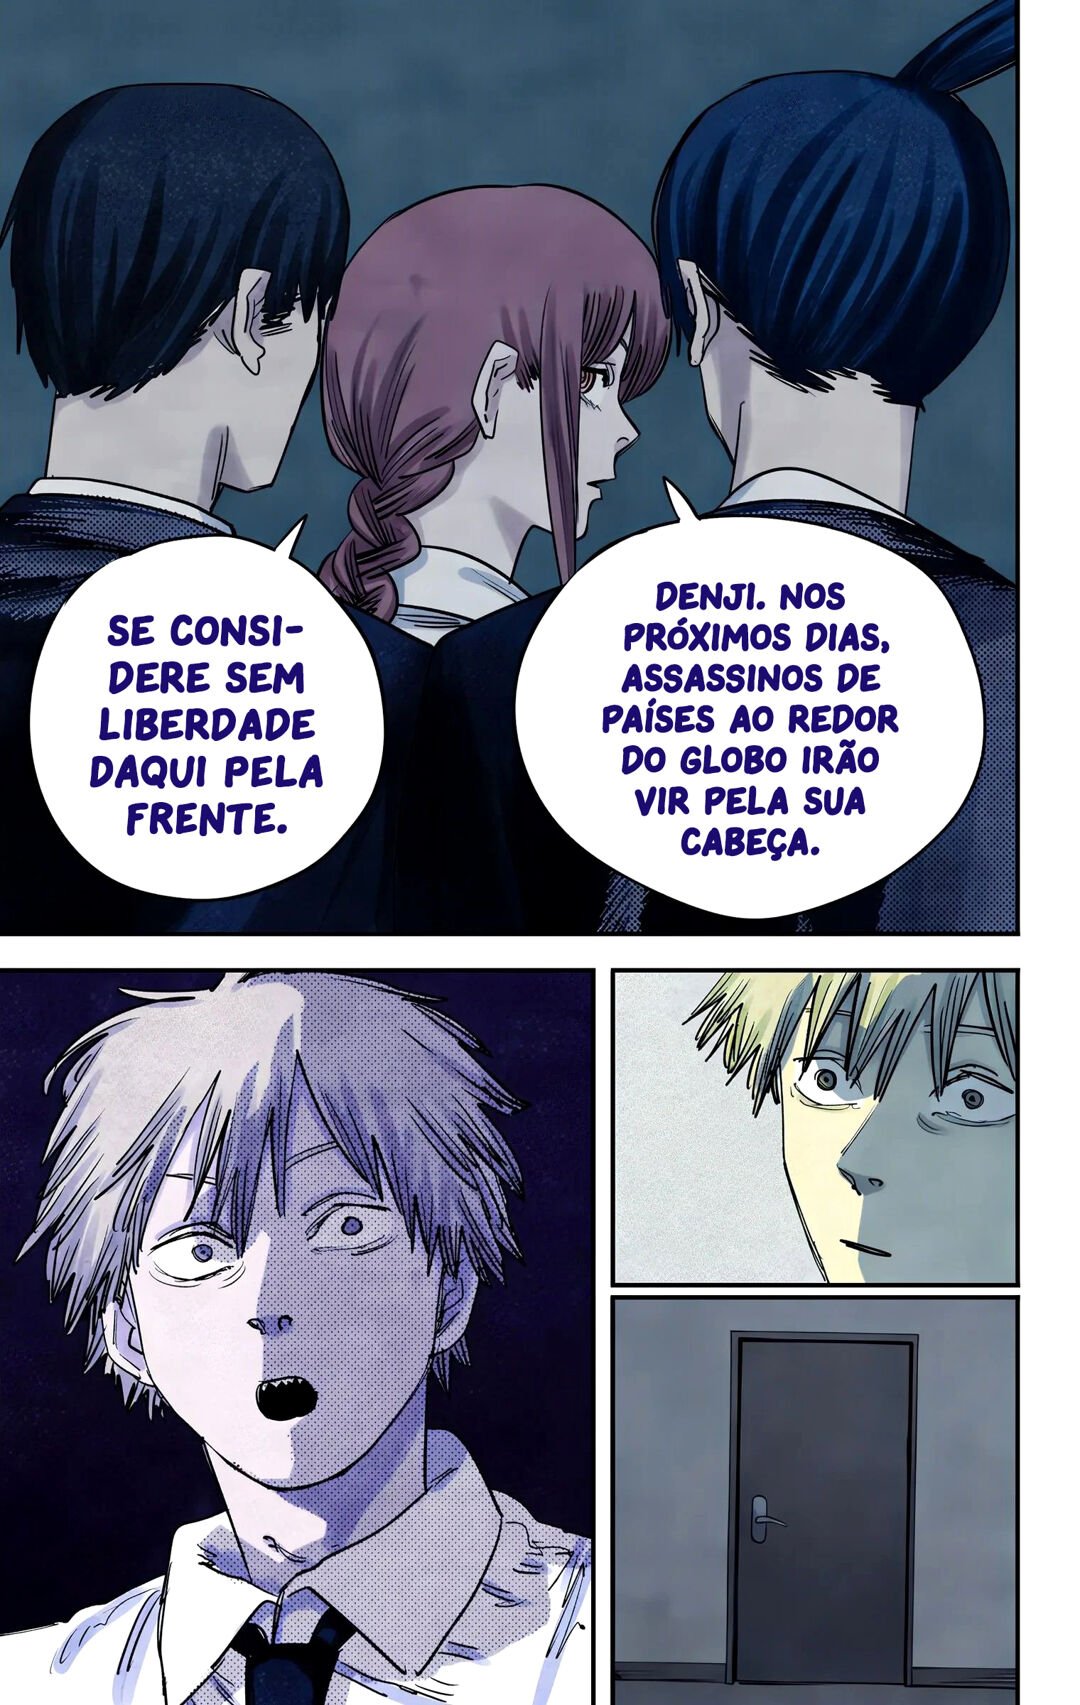 DENJI. NOS
PRÓXIMOS DIAS,
ASSASSINOS DE
PAÍSES AO REDOR
DO GLOBO IRÃO
VIR PELA SUA
CABEÇA.
SE CONSI-
DERE SEM
LIBERDADE
DAQUI PELA
FRENTE.